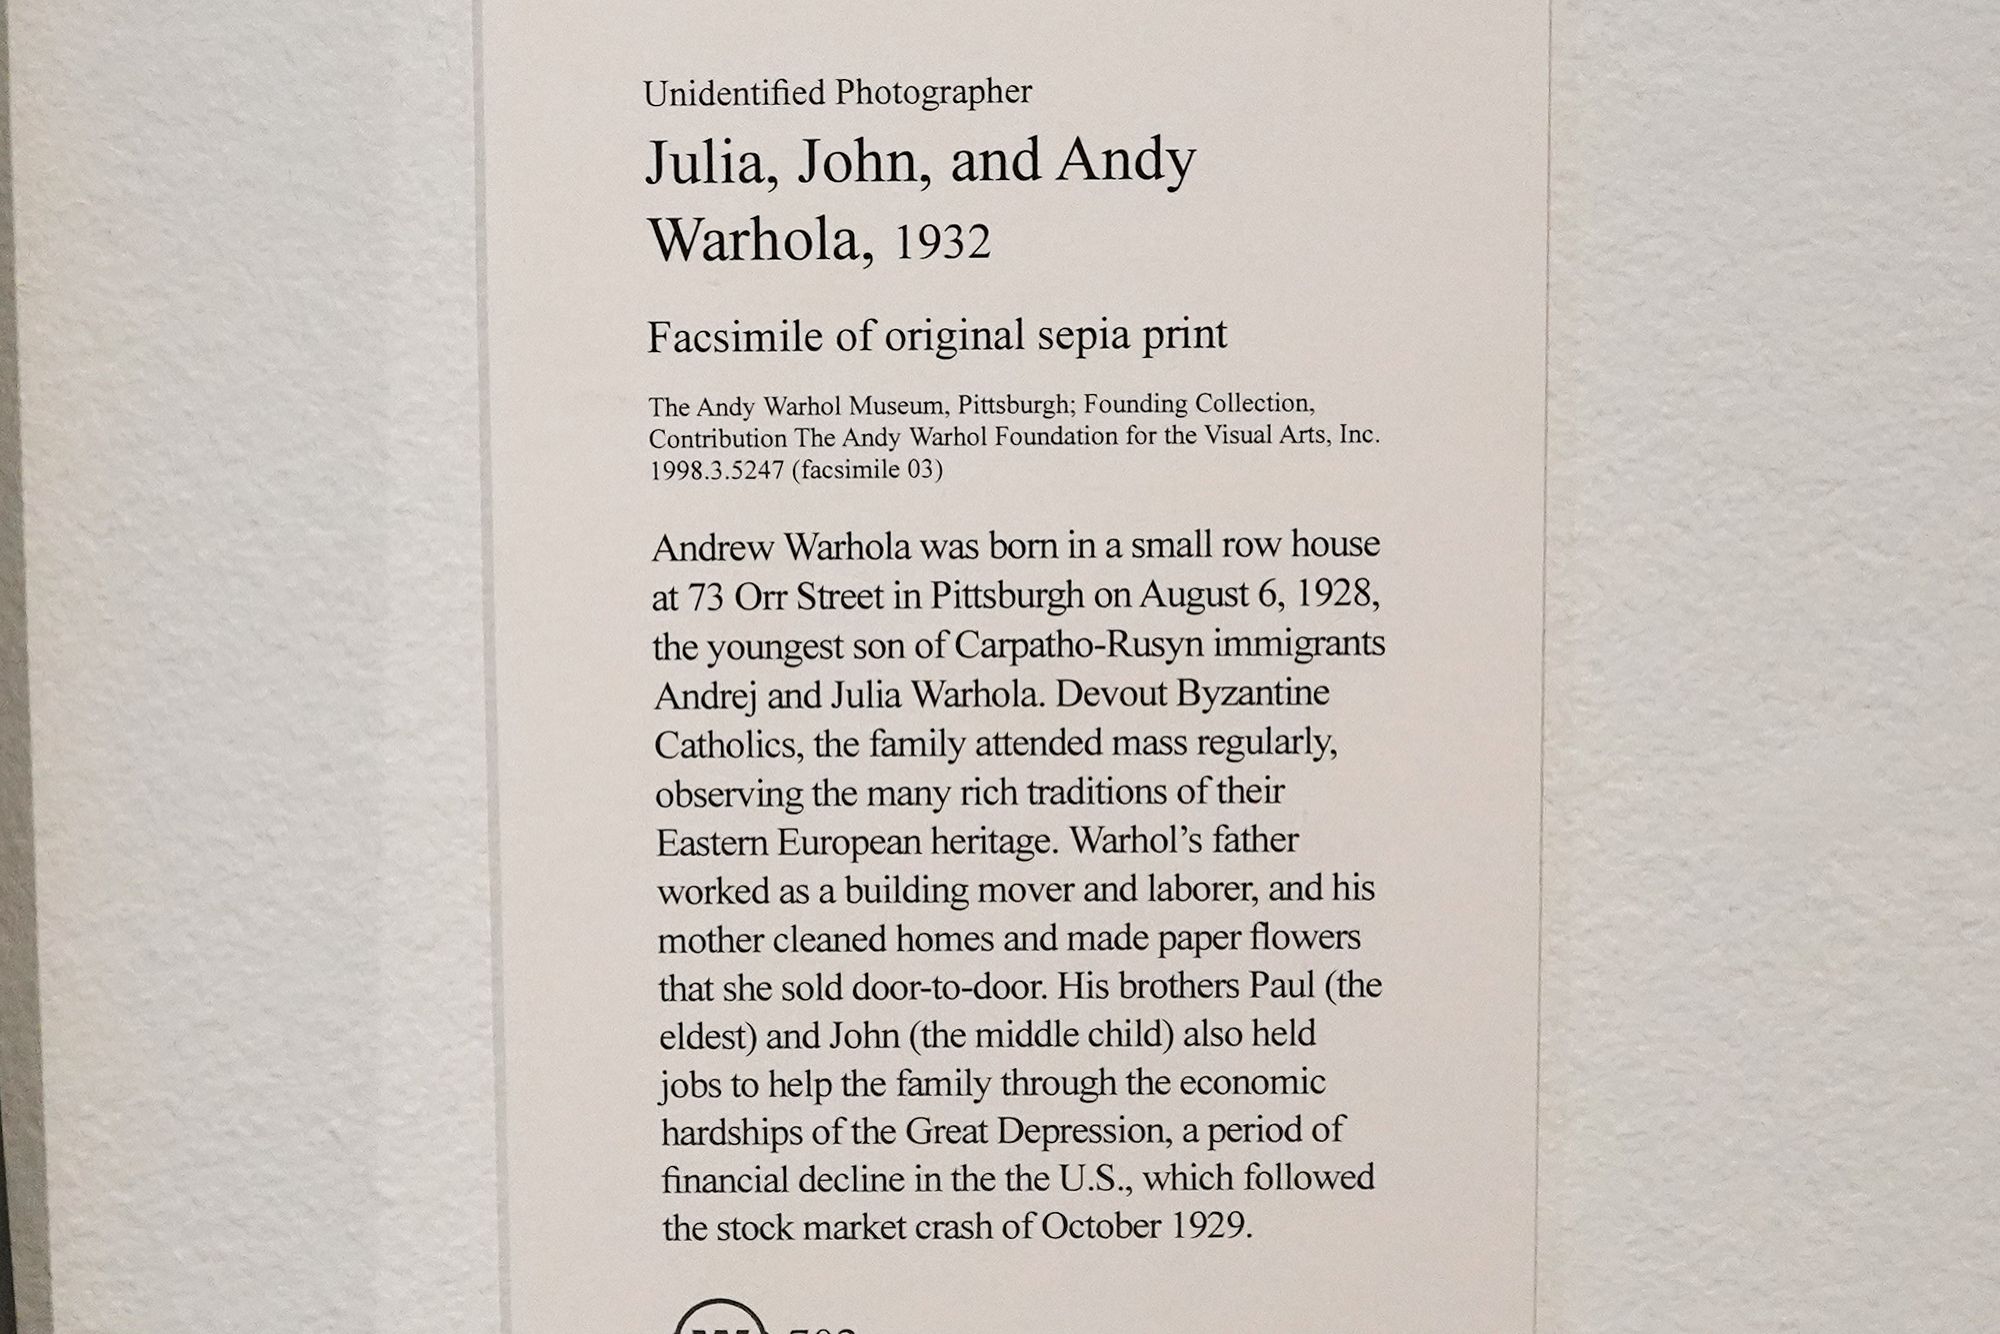 Unidentified Photographer
Julia, John, and Andy
Warhola, 1932
Facsimile of original sepia print
The Andy Warhol Museum, Pittsburgh; Founding Collection,
Contribution The Andy Warhol Foundation for the Visual Arts, Inc.
1998.3.5247 (facsimile 03)
Andrew Warhola was born in a small row house
at 73 Orr Street in Pittsburgh on August 6, 1928,
the youngest son of Carpatho-Rusyn immigrants
Andrej and Julia Warhola. Devout Byzantine
Catholics, the family attended mass regularly,
observing the many rich traditions of their
Eastern European heritage. Warhol’s father
worked as a building mover and laborer, and his
mother cleaned homes and made paper flowers
that she sold door-to-door. His brothers Paul (the
eldest) and John (the middle child) also held
jobs to help the family through the economic
hardships of the Great Depression, a period of
financial decline in the the U.S., which followed
the stock market crash of October 1929.